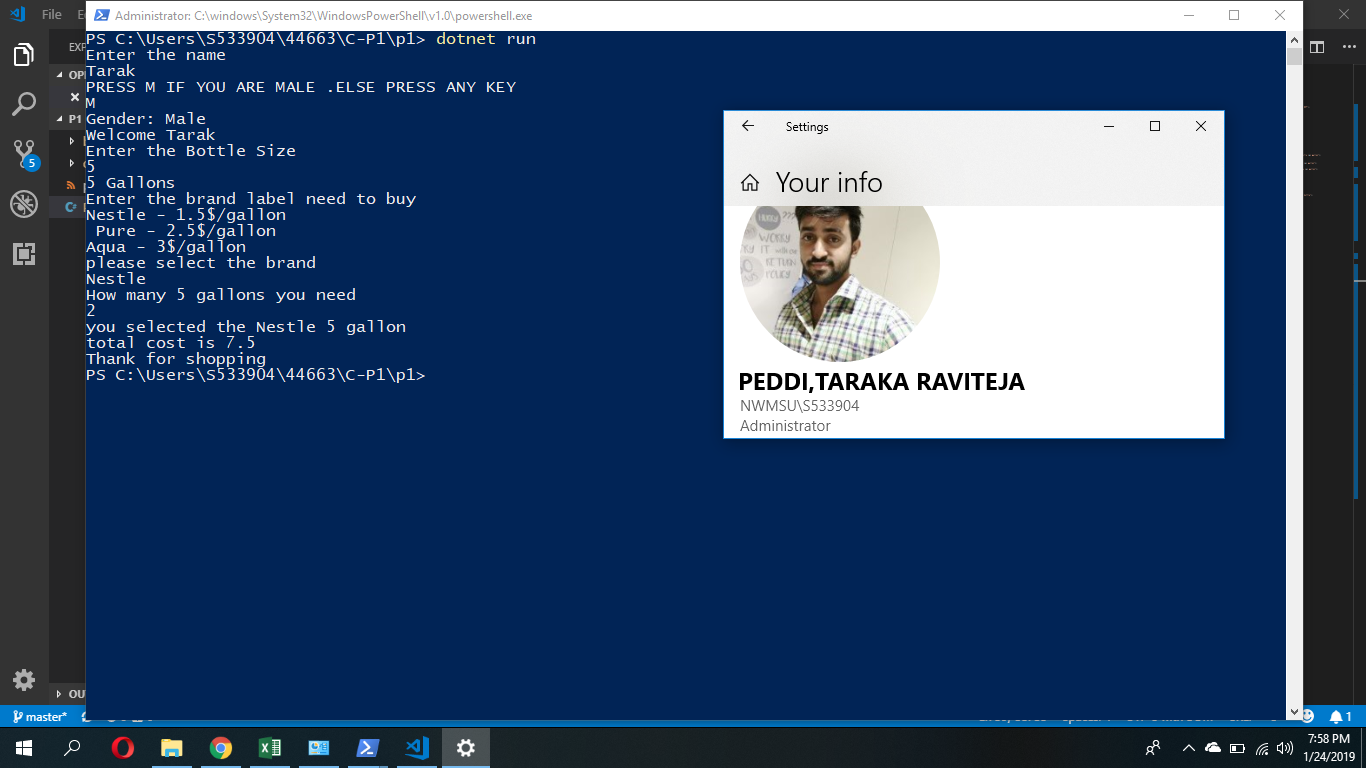 File
Administrator: C:\windows\System32\WindowsPowerShell\v1.0\powershell.exe
PS C:\Users\S533904\44663\C-P1\p1> dotnet run
Enter the name
Tarak
PRESS M IF YOU ARE MALE .ELSE PRESS ANY KEY
M
Gender: Male
Welcome Tarak
Enter the Bottle Size
5
5 Gallons
Enter the brand label need to buy
Nestle - 1.5$/gallon
Pure - 2.5$/gallon
Aqua - 3$/gallon
please select the brand
Nestle
How many 5 gallons you need
2
you selected the Nestle 5 gallon
total cost is 7.5
Thank for shopping
PS C:\Users\S533904\44663\C-P1\p1>
P1
5
Settings
Your info
HURRY
WORRY
IT
RETURN
POLICY
PEDDI,TARAKA RAVITEJA
NWMSU\S533904
Administrator
master*
1
7:58 PM
1/24/2019